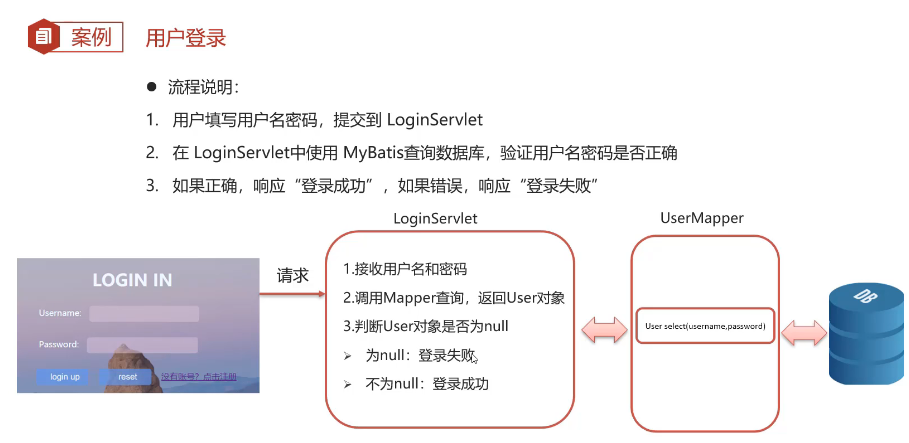 案例 用户登录
● 流程说明：
1. 用户填写用户名密码，提交到 LoginServlet
2. 在 LoginServlet中使用 MyBatis查询数据库，验证用户名密码是否正确
3. 如果正确，响应“登录成功”，如果错误，响应“登录失败”
LoginServlet
UserMapper
LOGIN IN
Username:
Password:
login up reset 没有账号？点击注册
请求
1.接收用户名和密码
2.调用Mapper查询，返回User对象
3.判断User对象是否为null
➢ 为null：登录失败
➢ 不为null：登录成功
User select(username,password)
DB